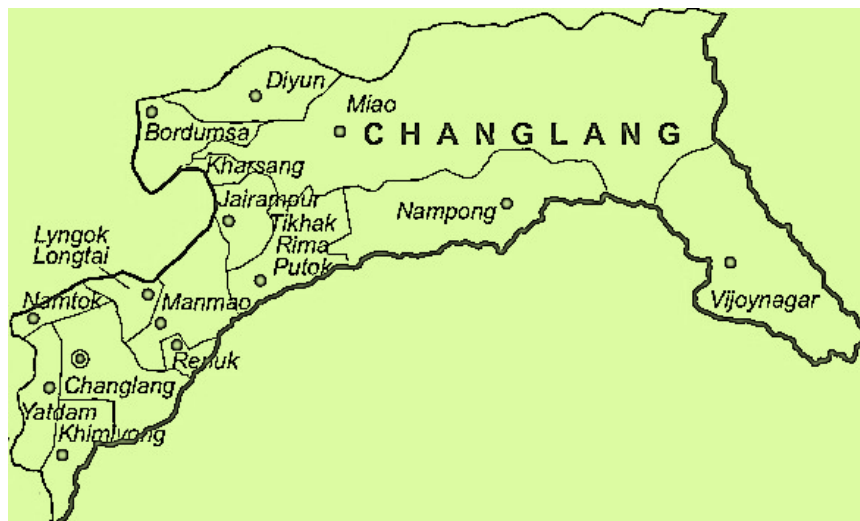 Diyun
Miao
Bordumsa
CHANGLANG
Kharsang
Jairampur
Nampong
Tikhak
Rima
Putok
Lyngok
Longtai
Namtok
Manmao
Vijoynagar
Renuk
Changlang
Yatdam
Khimiyong